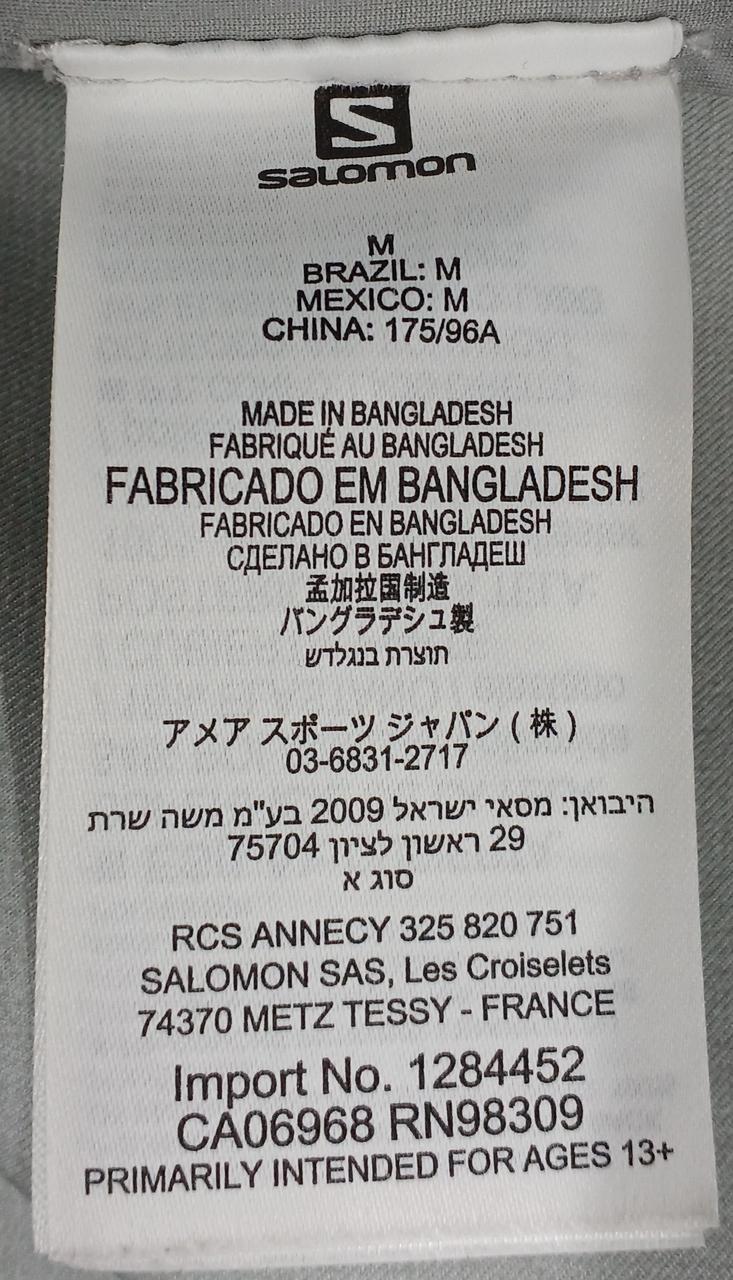 S
SALOMON
M
BRAZIL: M
MEXICO: M
CHINA: 175/96A
MADE IN BANGLADESH
FABRIQUÉ AU BANGLADESH
FABRICADO EM BANGLADESH
FABRICADO EN BANGLADESH
СДЕЛАНО В БАНГЛАДЕШ
孟加拉国制造
バングラデシュ製
תוצרת בנגלדש
アメア スポーツ ジャパン ( 株 )
03-6831-2717
היבואן: מסאי ישראל 2009 בע"מ משה שרת
29 ראשון לציון 75704
סוג א
RCS ANNECY 325 820 751
SALOMON SAS, Les Croiselets
74370 METZ TESSY - FRANCE
Import No. 1284452
CA06968 RN98309
PRIMARILY INTENDED FOR AGES 13+